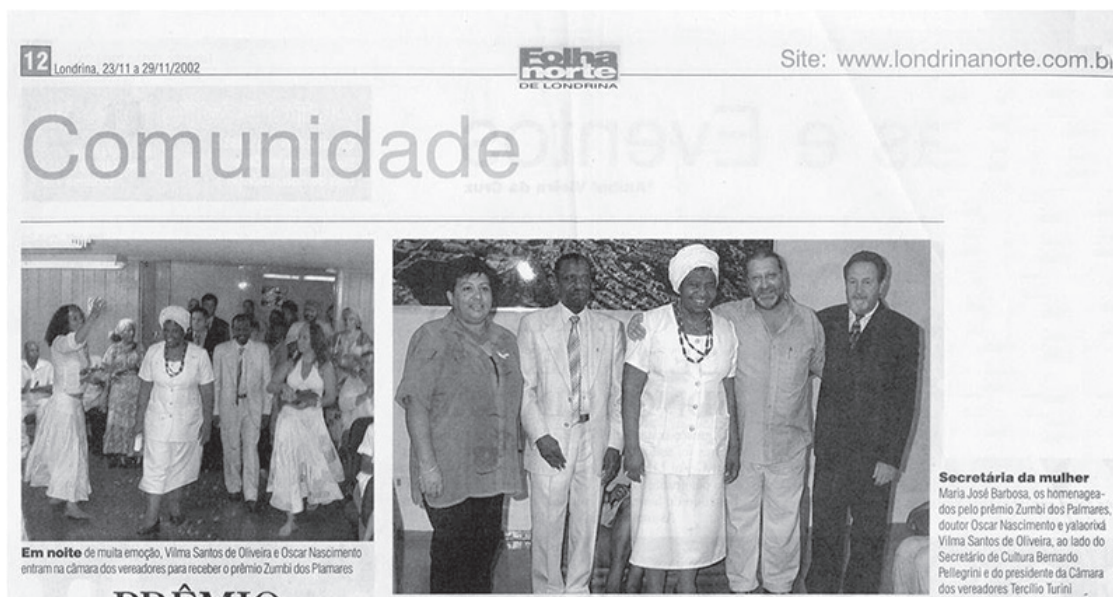 12
Londrina, 23/11 a 29/11/2002
Folha
norte
DE LONDRINA
Site: www.londrinanorte.com.br
Comunidade
Em noite de muita emoção, Vilma Santos de Oliveira e Oscar Nascimento
entram na câmara dos vereadores para receber o prêmio Zumbi dos Plamares
PRÊMIO
Secretária da mulher
Maria José Barbosa, os homenagea-
dos pelo prêmio Zumbi dos Palmares,
doutor Oscar Nascimento e yalaorixá
Vilma Santos de Oliveira, ao lado do
Secretário de Cultura Bernardo
Pellegrini e do presidente da Câmara
dos vereadores Tercílio Turini